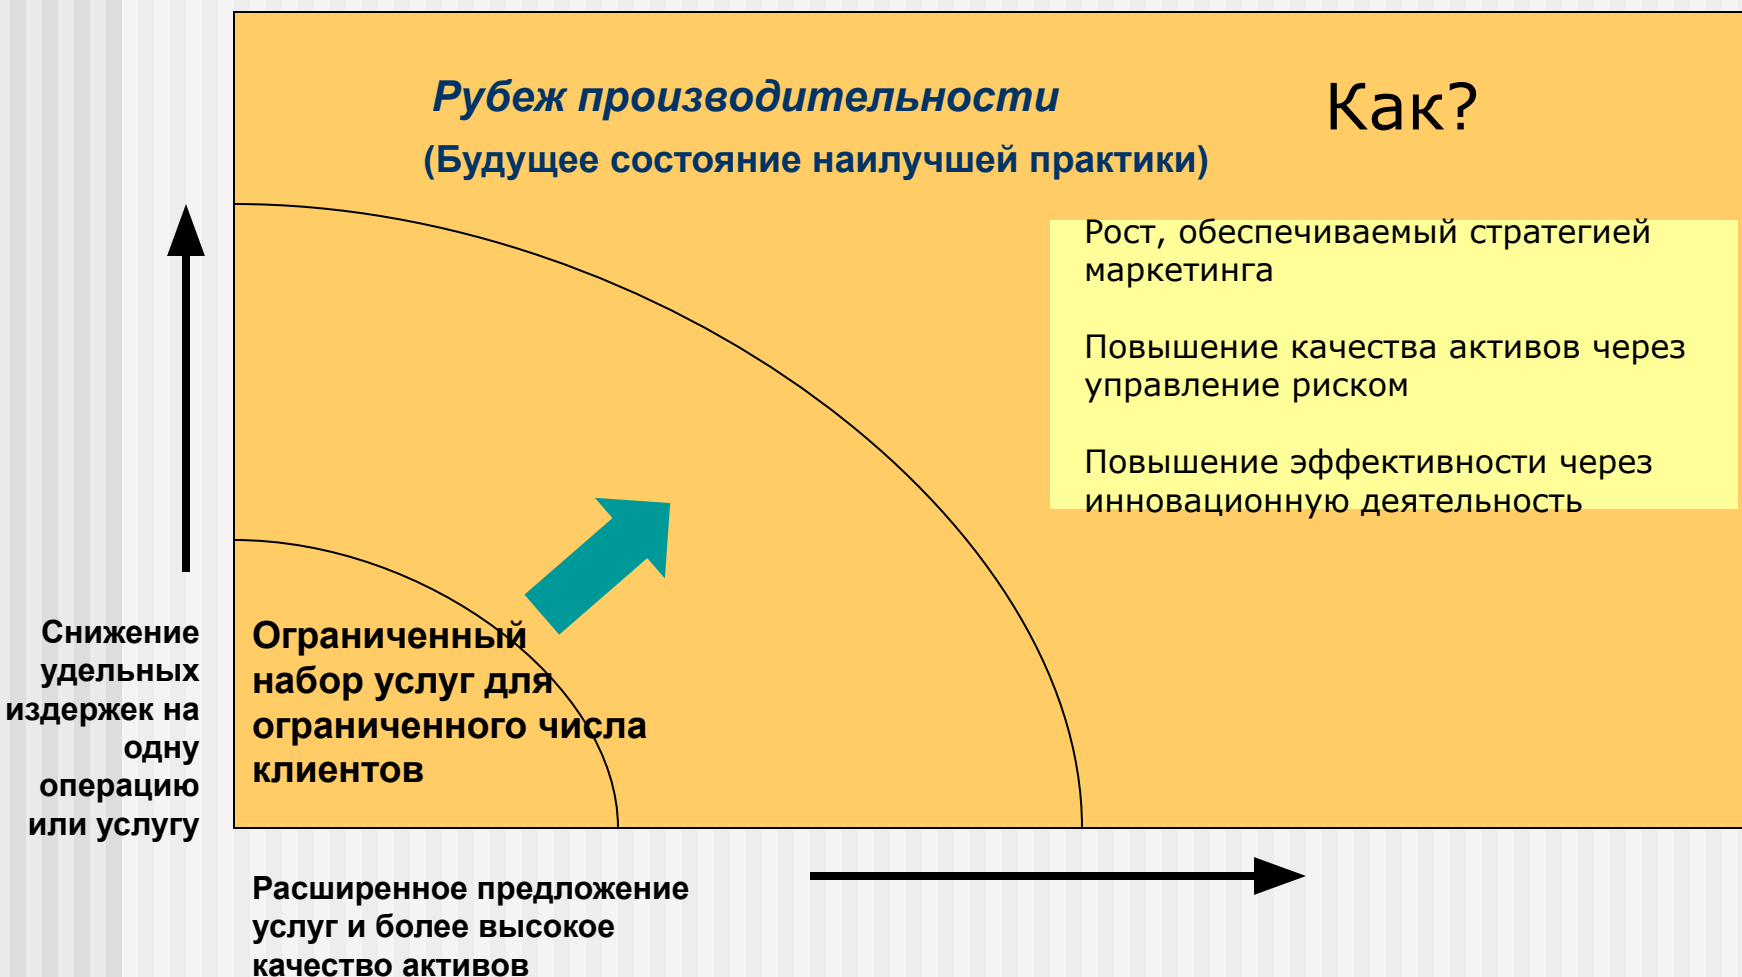 Рубеж производительности
(Будущее состояние наилучшей практики)
Как?
Рост, обеспечиваемый стратегией
маркетинга
Повышение качества активов через
управление риском
Повышение эффективности через
инновационную деятельность
Снижение
удельных
издержек на
одну
операцию
или услугу
Ограниченный
набор услуг для
ограниченного числа
клиентов
Расширенное предложение
услуг и более высокое
качество активов